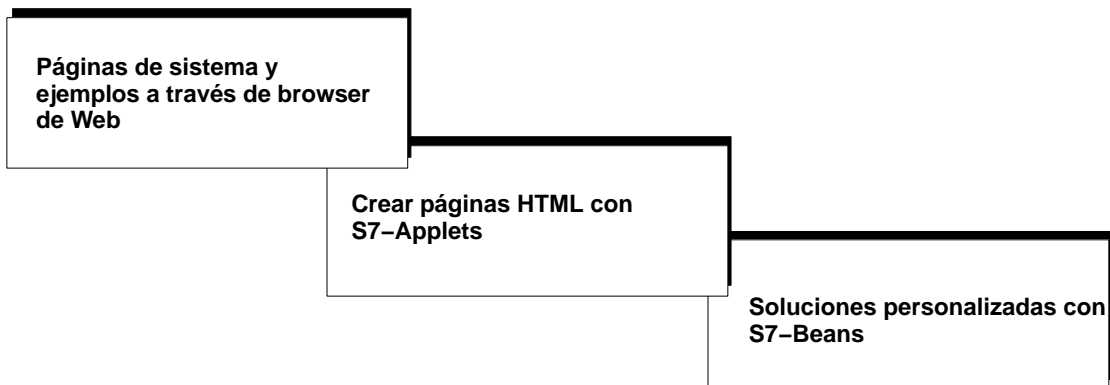 Páginas de sistema y
ejemplos a través de browser
de Web
Crear páginas HTML con
S7–Applets
Soluciones personalizadas con
S7–Beans